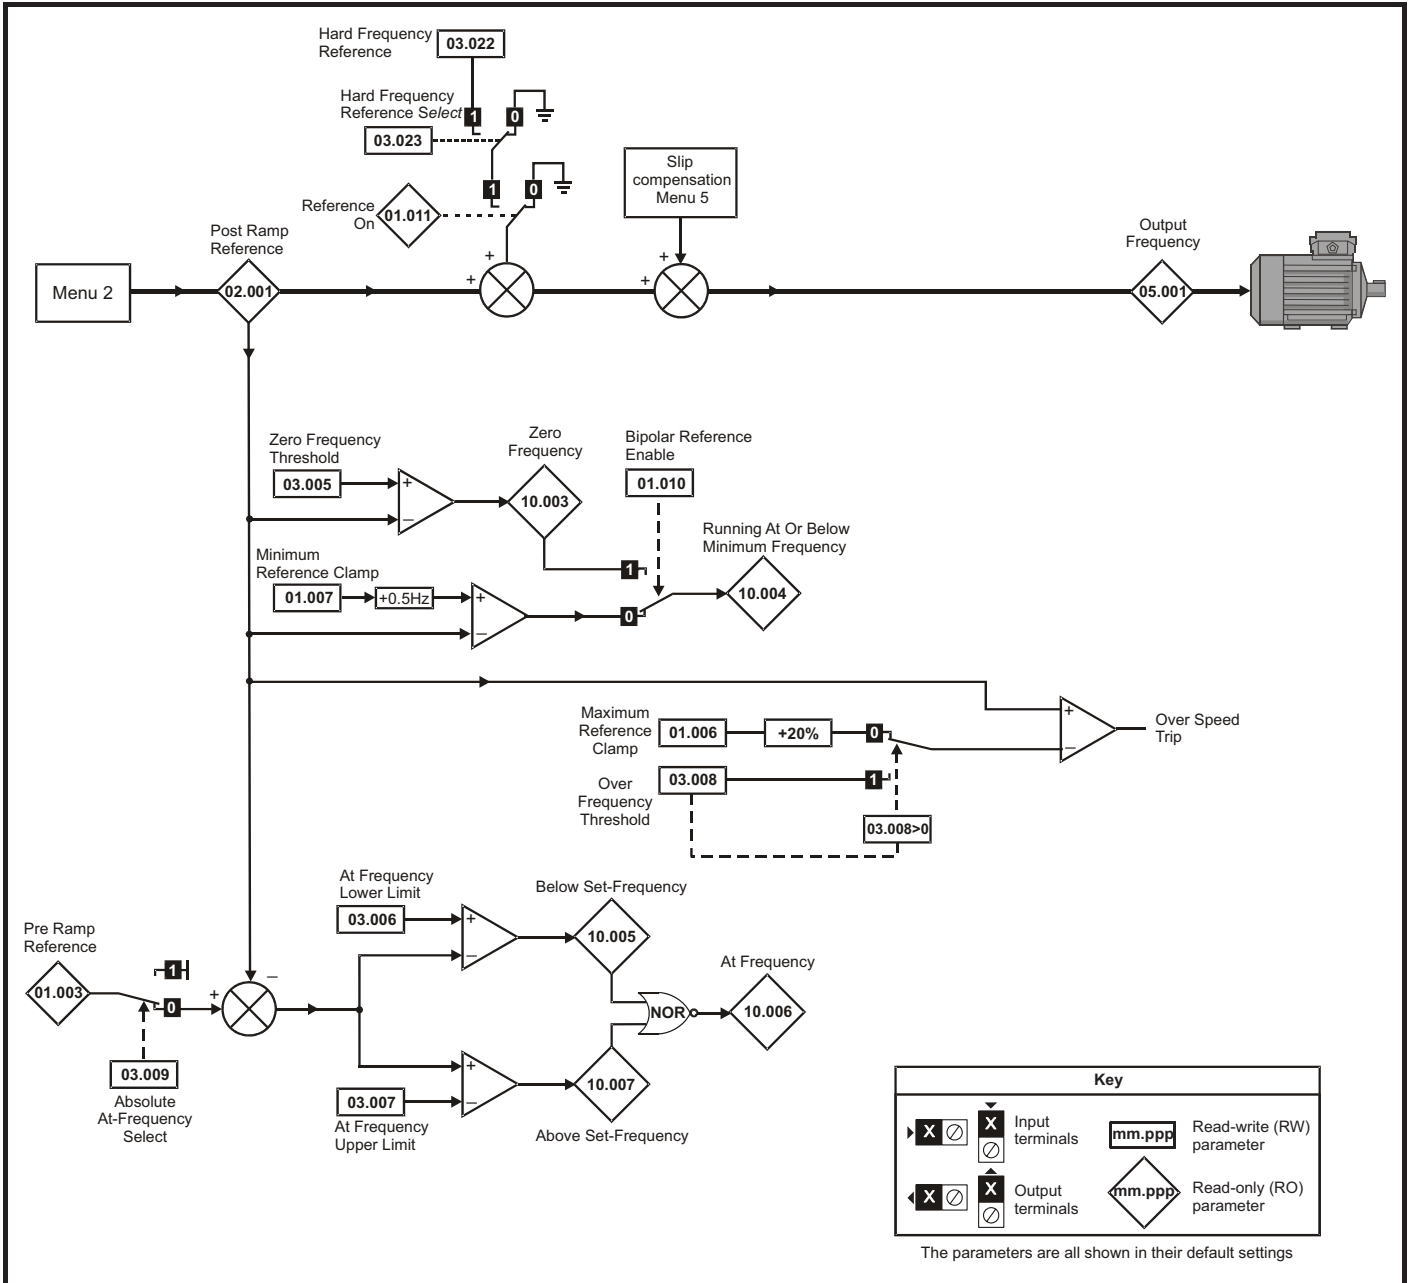 Hard Frequency
Reference
03.022
Hard Frequency
Reference Select
1
0
03.023
1
0
Reference
On
01.011
Slip
compensation
Menu 5
Post Ramp
Reference
Output
Frequency
+
+
+
+
Menu 2
02.001
05.001
Zero Frequency
Threshold
03.005
+
−
Zero
Frequency
10.003
Bipolar Reference
Enable
01.010
Running At Or Below
Minimum Frequency
10.004
Minimum
Reference Clamp
01.007
+0.5Hz
+
−
1
0
Maximum
Reference
Clamp
01.006
+20%
0
+
−
Over Speed
Trip
Over
Frequency
Threshold
03.008
1
03.008>0
At Frequency
Lower Limit
03.006
+
−
Below Set-Frequency
10.005
Pre Ramp
Reference
01.003
1
0
+
−
03.009
Absolute
At-Frequency
Select
NOR
At Frequency
10.006
+
−
03.007
At Frequency
Upper Limit
10.007
Above Set-Frequency
Key
X
X
Input
terminals
mm.ppp
Read-write (RW)
parameter
X
X
Output
terminals
mm.ppp
Read-only (RO)
parameter
The parameters are all shown in their default settings